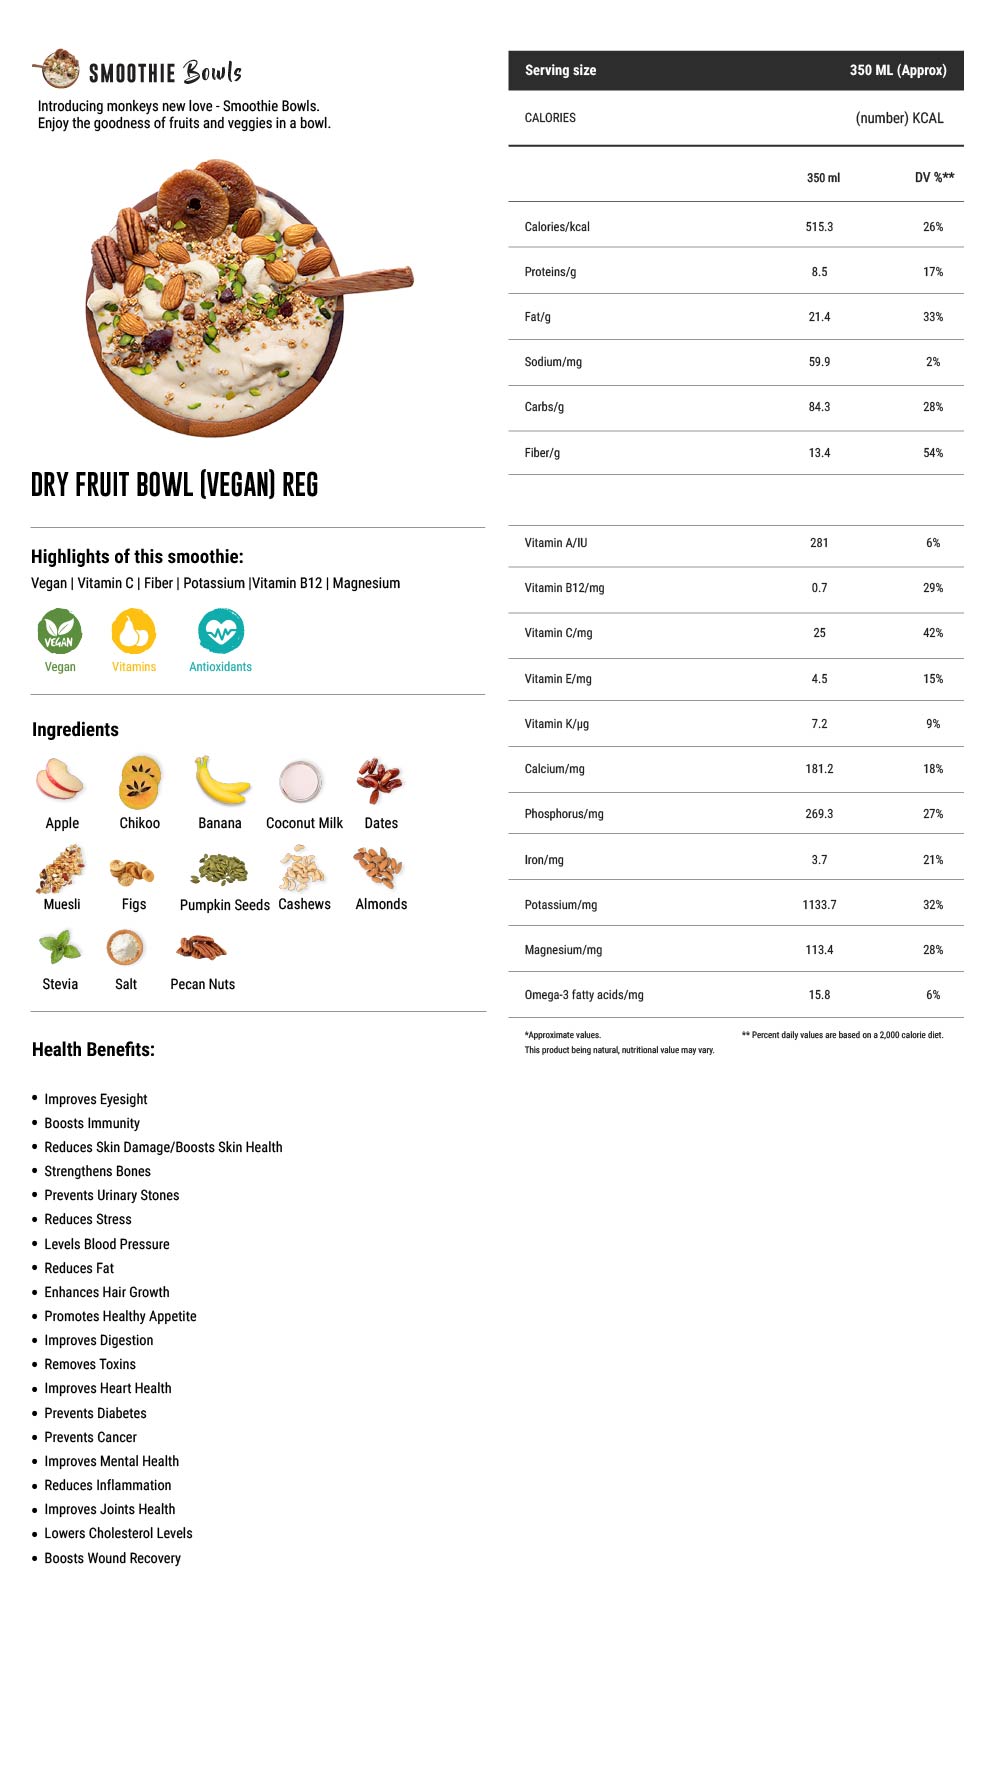 SMOOTHIE Bowls
Introducing monkeys new love - Smoothie Bowls.
Enjoy the goodness of fruits and veggies in a bowl.
DRY FRUIT BOWL (VEGAN) REG
Highlights of this smoothie:
Vegan | Vitamin C | Fiber | Potassium |Vitamin B12 | Magnesium
VEGAN
Vegan Vitamins Antioxidants
Ingredients
Apple Chikoo Banana Coconut Milk Dates
Muesli Figs Pumpkin Seeds Cashews Almonds
Stevia Salt Pecan Nuts
Health Benefits:
• Improves Eyesight
• Boosts Immunity
• Reduces Skin Damage/Boosts Skin Health
• Strengthens Bones
• Prevents Urinary Stones
• Reduces Stress
• Levels Blood Pressure
• Reduces Fat
• Enhances Hair Growth
• Promotes Healthy Appetite
• Improves Digestion
• Removes Toxins
• Improves Heart Health
• Prevents Diabetes
• Prevents Cancer
• Improves Mental Health
• Reduces Inflammation
• Improves Joints Health
• Lowers Cholesterol Levels
• Boosts Wound Recovery
Serving size 350 ML (Approx)
CALORIES (number) KCAL
350 ml DV %**
Calories/kcal 515.3 26%
Proteins/g 8.5 17%
Fat/g 21.4 33%
Sodium/mg 59.9 2%
Carbs/g 84.3 28%
Fiber/g 13.4 54%
Vitamin A/IU 281 6%
Vitamin B12/mg 0.7 29%
Vitamin C/mg 25 42%
Vitamin E/mg 4.5 15%
Vitamin K/µg 7.2 9%
Calcium/mg 181.2 18%
Phosphorus/mg 269.3 27%
Iron/mg 3.7 21%
Potassium/mg 1133.7 32%
Magnesium/mg 113.4 28%
Omega-3 fatty acids/mg 15.8 6%
*Approximate values. ** Percent daily values are based on a 2,000 calorie diet.
This product being natural, nutritional value may vary.